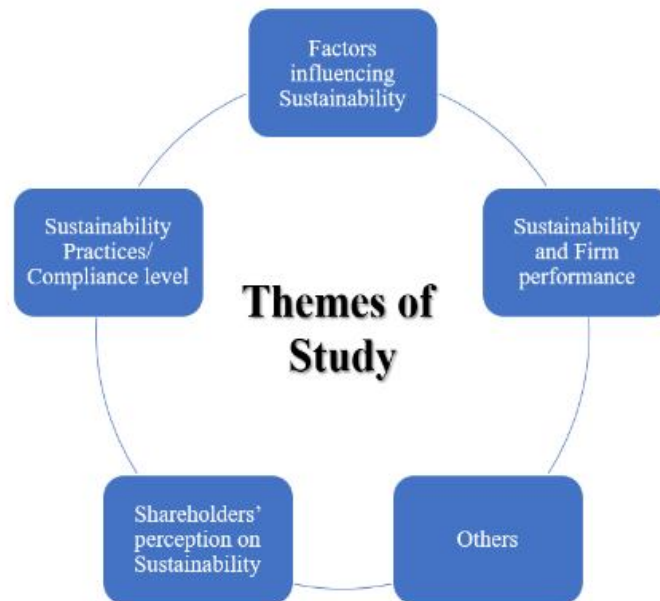 Factors
influencing
Sustainability
Sustainability
Practices/
Compliance level
Sustainability
and Firm
performance
Themes of
Study
Shareholders’
perception on
Sustainability
Others